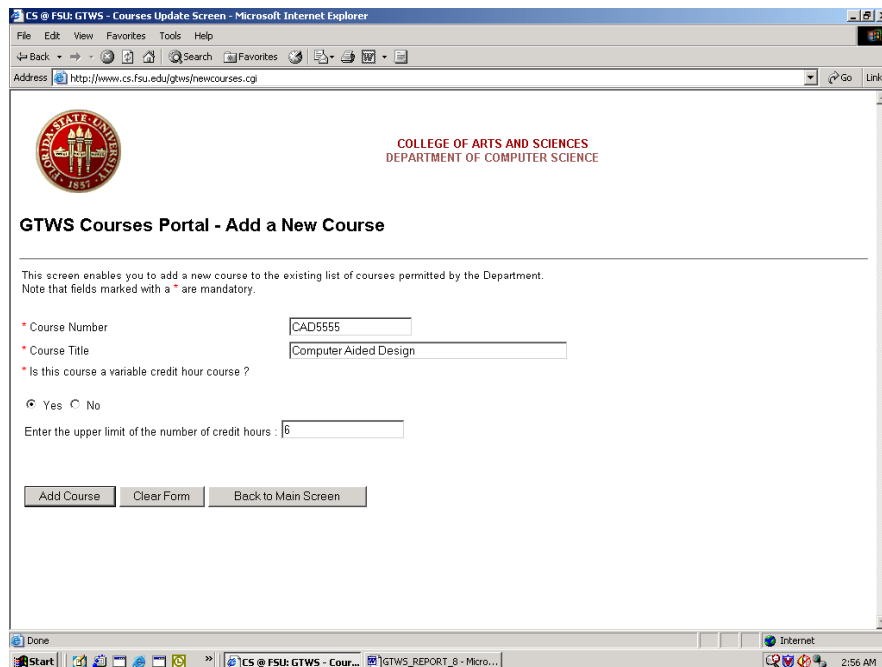 CS @ FSU: GTWS - Courses Update Screen - Microsoft Internet Explorer
File Edit View Favorites Tools Help
Back Search Favorites
Address http://www.cs.fsu.edu/gtws/newcourses.cgi Go Link
FLORIDA STATE UNIVERSITY
1857
COLLEGE OF ARTS AND SCIENCES
DEPARTMENT OF COMPUTER SCIENCE
GTWS Courses Portal - Add a New Course
This screen enables you to add a new course to the existing list of courses permitted by the Department.
Note that fields marked with a * are mandatory.
* Course Number CAD5555
* Course Title Computer Aided Design
* Is this course a variable credit hour course ?
Yes No
Enter the upper limit of the number of credit hours : 6
Add Course Clear Form Back to Main Screen
Done Internet
Start » CS @ FSU: GTWS - Cour... GTWS_REPORT_8 - Micro... 2:56 AM